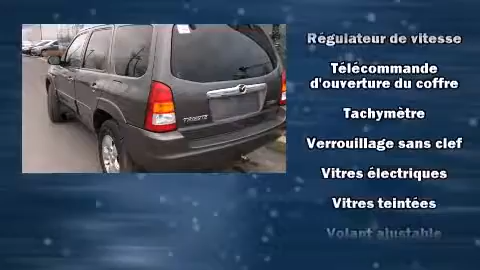 Régulateur de vitesse
Télécommande
d'ouverture du coffre
Tachymètre
Verrouillage sans clef
Vitres électriques
Vitres teintées
Volant ajustable
TRIBUTE